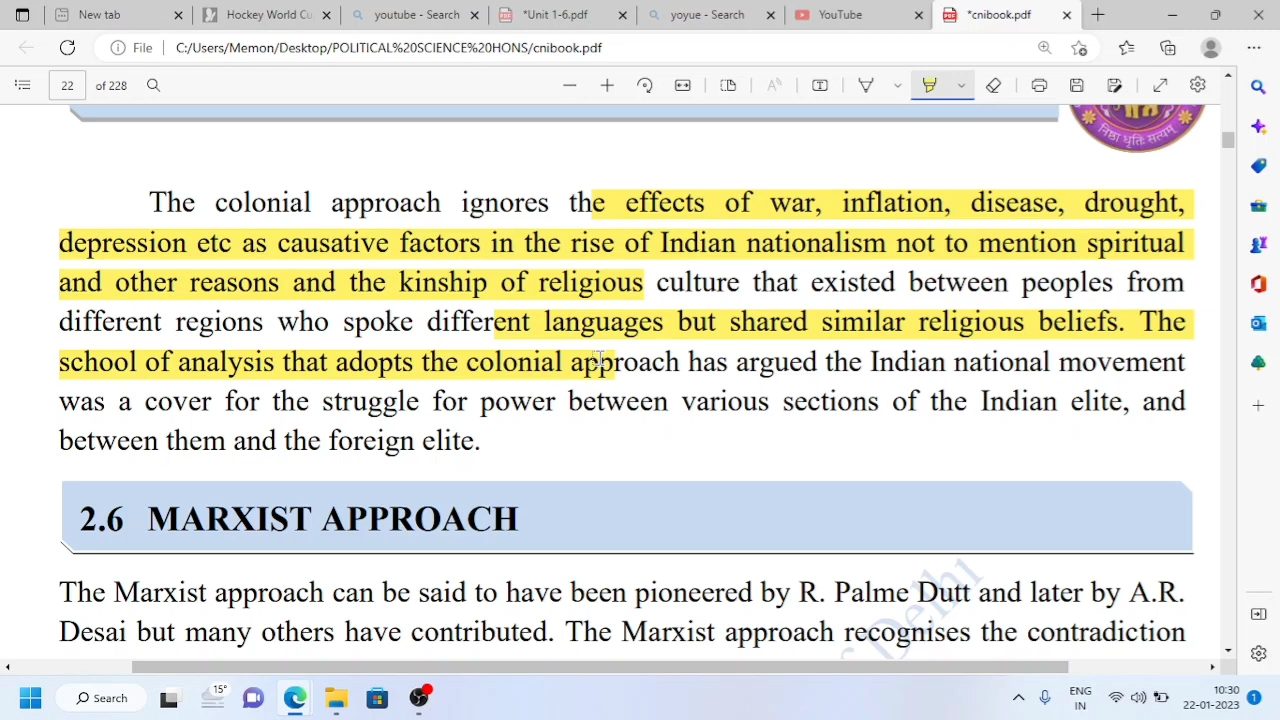 New tab
Hockey World Cu
youtube - Search
*Unit 1-6.pdf
yoyue - Search
YouTube
*cnibook.pdf
File
C:/Users/Memon/Desktop/POLITICAL%20SCIENCE%20HONS/cnibook.pdf
22 of 228
निष्ठा धृतिः सत्यम्
The colonial approach ignores the effects of war, inflation, disease, drought,
depression etc as causative factors in the rise of Indian nationalism not to mention spiritual
and other reasons and the kinship of religious culture that existed between peoples from
different regions who spoke different languages but shared similar religious beliefs. The
school of analysis that adopts the colonial approach has argued the Indian national movement
was a cover for the struggle for power between various sections of the Indian elite, and
between them and the foreign elite.
2.6 MARXIST APPROACH
The Marxist approach can be said to have been pioneered by R. Palme Dutt and later by A.R.
Desai but many others have contributed. The Marxist approach recognises the contradiction
Delhi
Search
15°
ENG
IN
10:30
22-01-2023
1